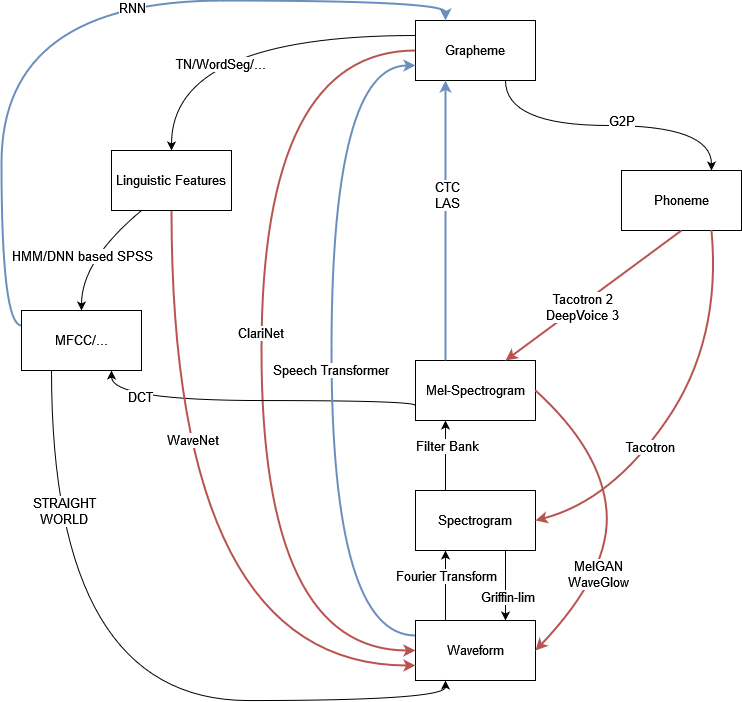 RNN
Grapheme
TN/WordSeg/...
G2P
Linguistic Features
CTC
LAS
Phoneme
HMM/DNN based SPSS
Tacotron 2
DeepVoice 3
ClariNet
MFCC/...
Speech Transformer
Mel-Spectrogram
DCT
WaveNet
Filter Bank
Tacotron
STRAIGHT
WORLD
Spectrogram
MelGAN
WaveGlow
Fourier Transform
Griffin-lim
Waveform